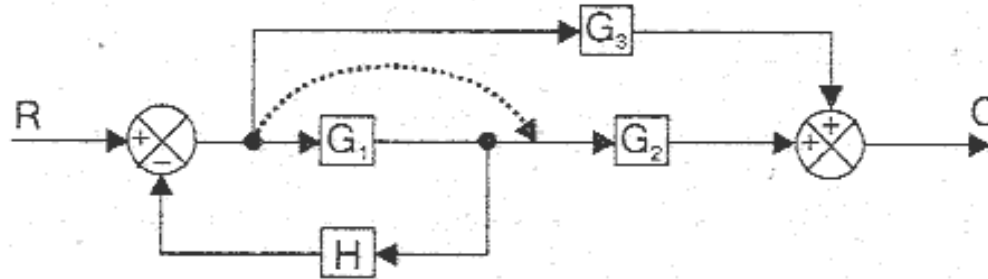 G₃
R + − G₁ G₂ + + C
H